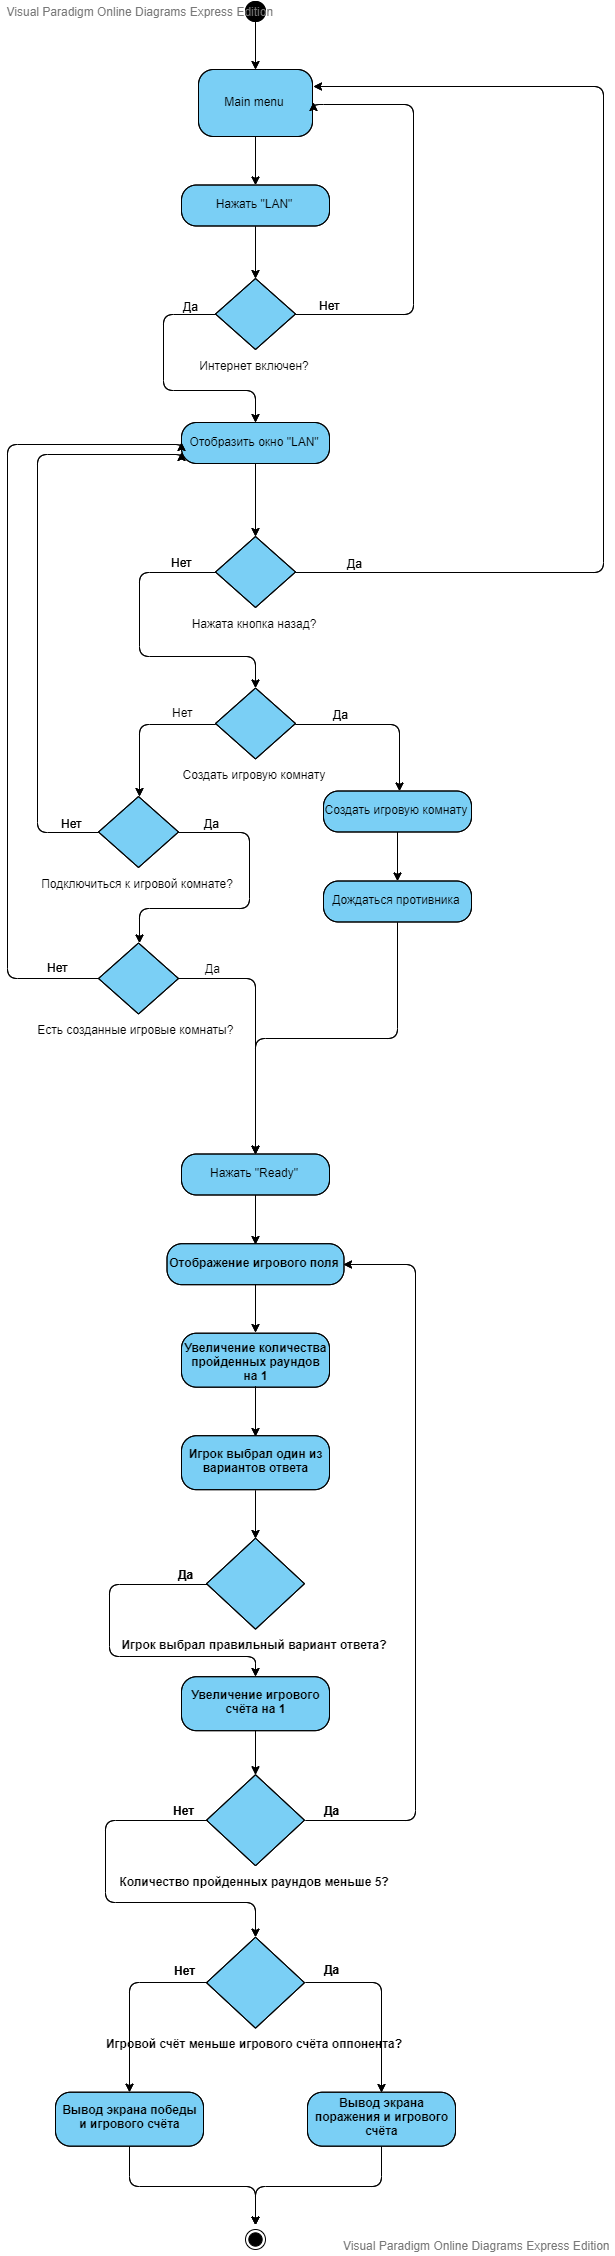 Visual Paradigm Online Diagrams Express Edition
Main menu
Нажать "LAN"
Да
Нет
Интернет включен?
Отобразить окно "LAN"
Нет
Да
Нажата кнопка назад?
Нет
Да
Создать игровую комнату
Создать игровую комнату
Нет
Да
Подключиться к игровой комнате?
Дождаться противника
Нет
Да
Есть созданные игровые комнаты?
Нажать "Ready"
Отображение игрового поля
Увеличение количества
пройденных раундов
на 1
Игрок выбрал один из
вариантов ответа
Да
Игрок выбрал правильный вариант ответа?
Увеличение игрового
счёта на 1
Нет
Да
Количество пройденных раундов меньше 5?
Нет
Да
Игровой счёт меньше игрового счёта оппонента?
Вывод экрана победы
и игрового счёта
Вывод экрана
поражения и игрового
счёта
Visual Paradigm Online Diagrams Express Edition